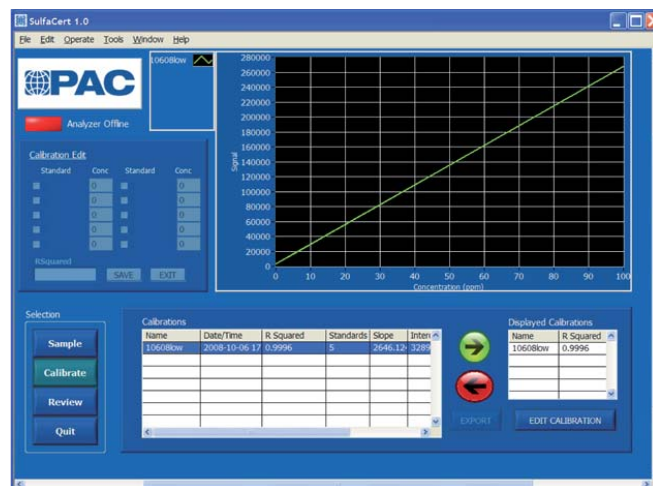 SulfaCert 1.0
File Edit Operate Tools Window Help
PAC
10608low
Analyzer Offline
Calibration Edit
Standard Conc Standard Conc
0 0
0 0
0 0
0 0
0 0
RSquared
SAVE EXIT
Signal
280000
260000
240000
220000
200000
180000
160000
140000
120000
100000
80000
60000
40000
20000
0
0 10 20 30 40 50 60 70 80 90 100
Concentration (ppm)
Selection
Sample
Calibrate
Review
Quit
Calibrations
Name Date/Time R Squared Standards Slope Interc
10608low 2008-10-06 17 0.9996 5 2646.12 3289
Displayed Calibrations
Name R Squared
10608low 0.9996
EXPORT EDIT CALIBRATION